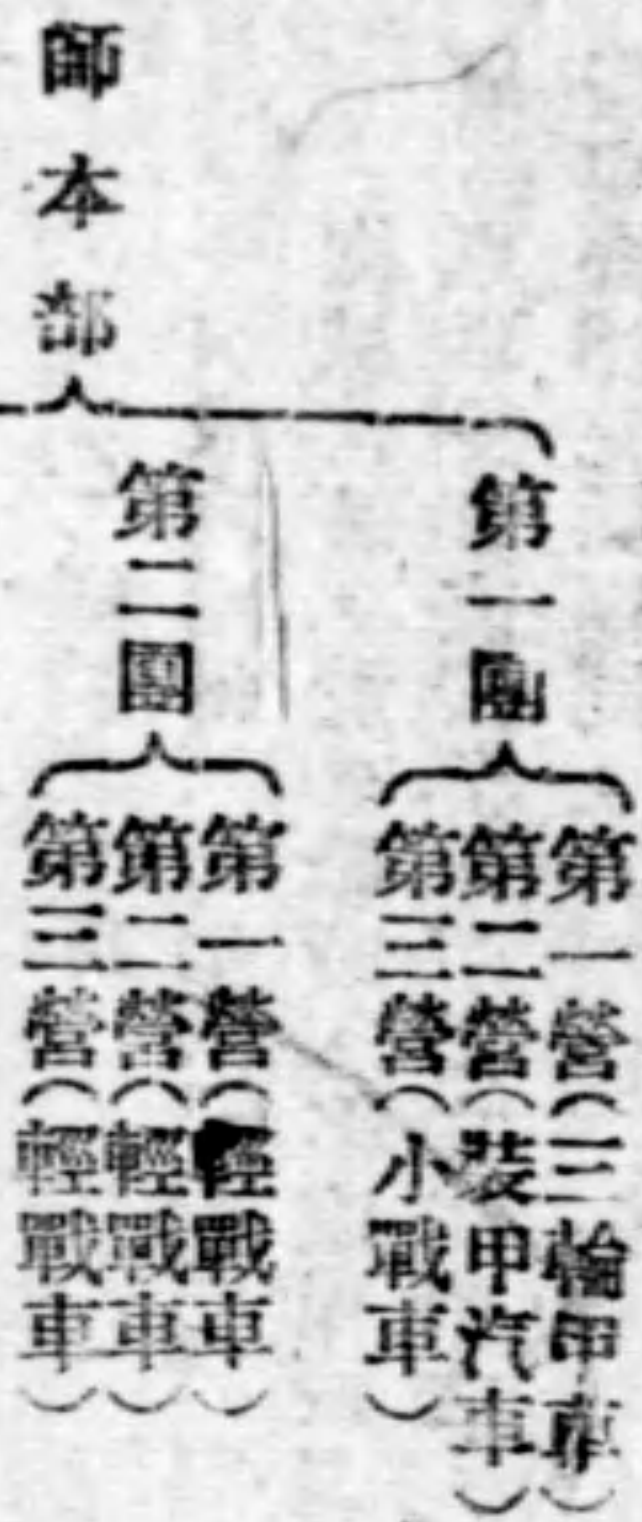 師本部
第一團
第一營（三輪甲車）
第二營（裝甲汽車）
第三營（小戰車）
第二團
第一營（輕戰車）
第二營（輕戰車）
第三營（輕戰車）